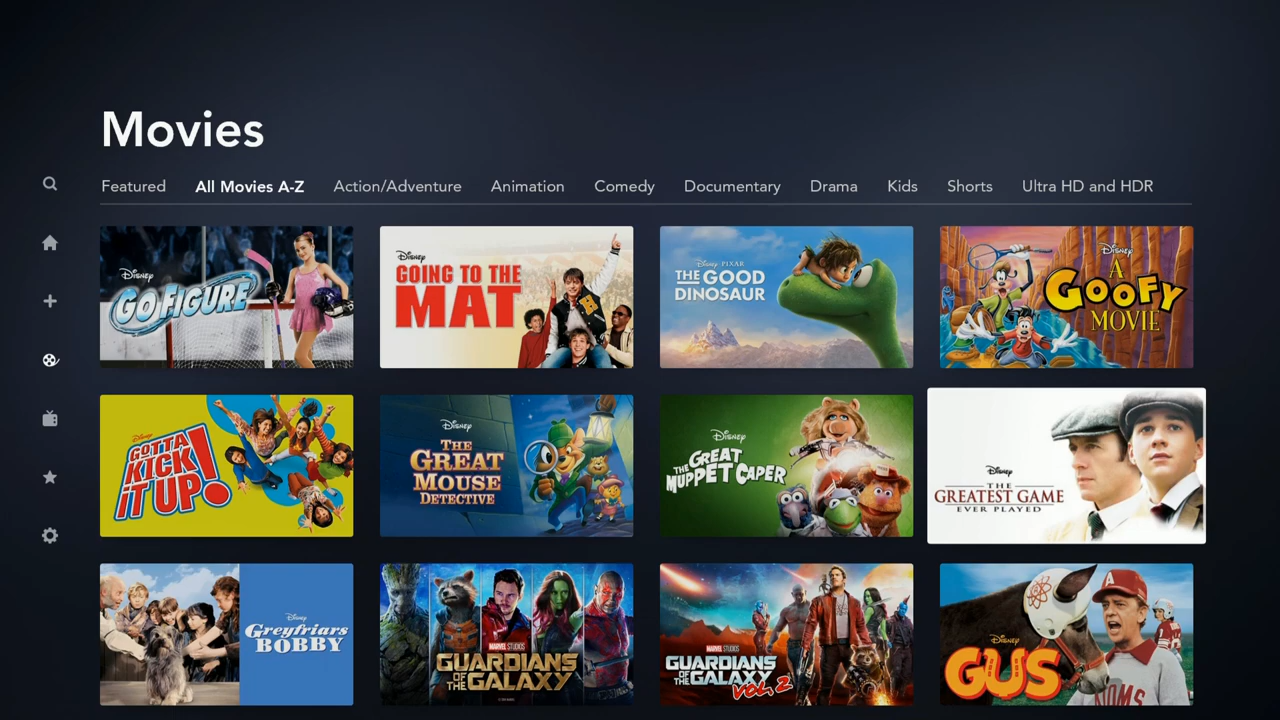 Movies
Featured All Movies A-Z Action/Adventure Animation Comedy Documentary Drama Kids Shorts Ultra HD and HDR
Disney
GO FIGURE
Disney
GOING TO THE
MAT
Disney PIXAR
THE GOOD
DINOSAUR
Disney
A
GOOFY
MOVIE
Disney
GOTTA
KICK
IT UP!
Disney
THE
GREAT
MOUSE
DETECTIVE
Disney
THE GREAT
MUPPET CAPER
Disney
THE
GREATEST GAME
EVER PLAYED
Disney
Greyfriars
BOBBY
MARVEL STUDIOS
GUARDIANS
OF THE GALAXY
MARVEL STUDIOS
GUARDIANS
OF THE GALAXY
VOL. 2
Disney
GUS
A
NOMS